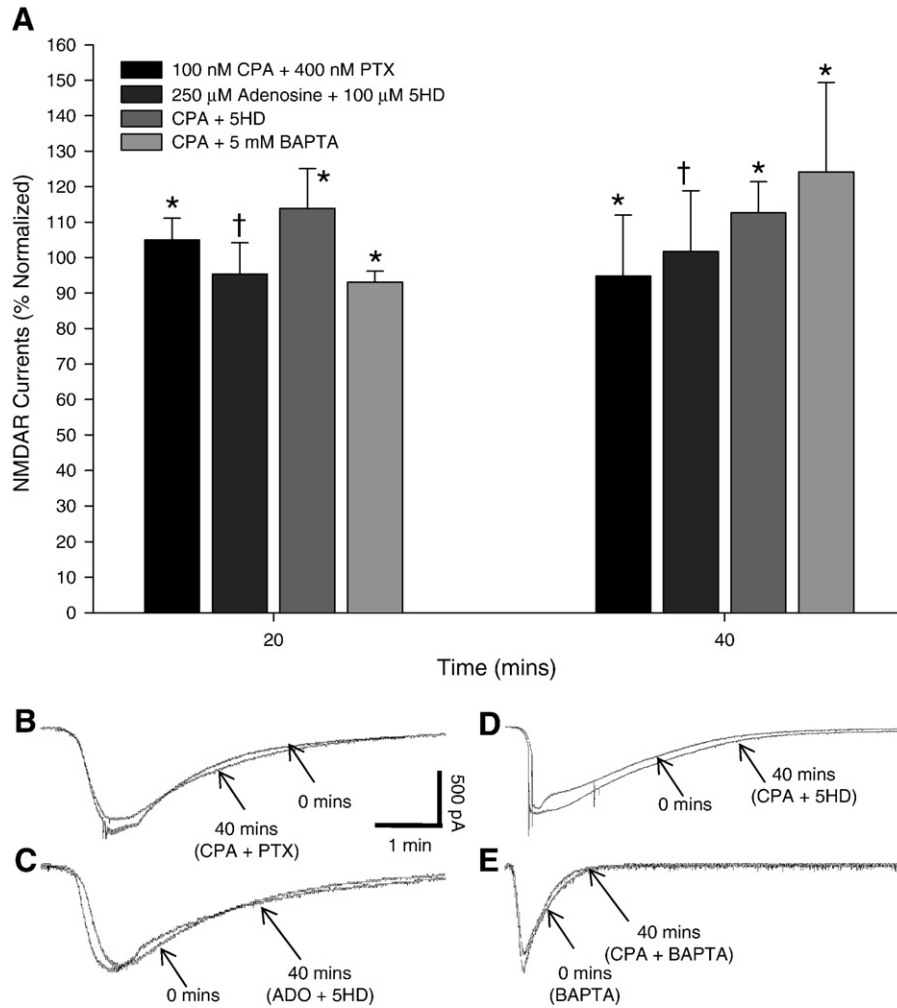 A
160
150
140
130
120
110
100
90
80
70
60
50
40
30
20
10
0
NMDAR Currents (% Normalized)
100 nM CPA + 400 nM PTX
250 μM Adenosine + 100 μM 5HD
CPA + 5HD
CPA + 5 mM BAPTA
*
†
*
*
*
†
*
*
20
40
Time (mins)
B
0 mins
40 mins
(CPA + PTX)
500 pA
1 min
D
0 mins
40 mins
(CPA + 5HD)
C
0 mins
40 mins
(ADO + 5HD)
E
40 mins
(CPA + BAPTA)
0 mins
(BAPTA)